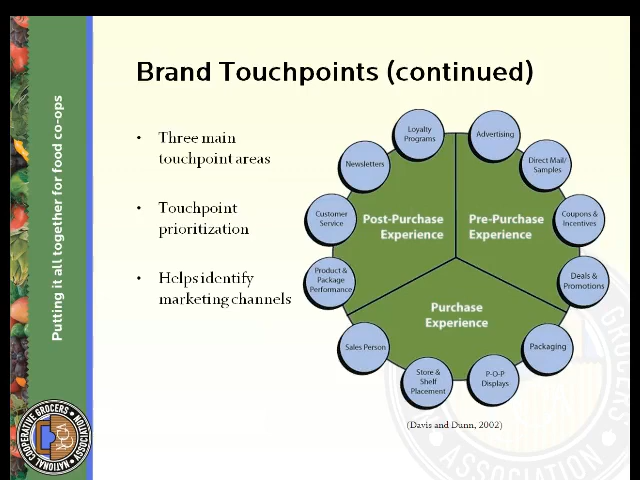 Brand Touchpoints (continued)
• Three main
touchpoint areas
• Touchpoint
prioritization
• Helps identify
marketing channels
Loyalty
Programs
Advertising
Newsletters
Direct Mail/
Samples
Customer
Service
Post-Purchase
Experience
Pre-Purchase
Experience
Coupons &
Incentives
Product &
Package
Performance
Deals &
Promotions
Purchase
Experience
Sales Person
Packaging
Store &
Shelf
Placement
P-O-P
Displays
(Davis and Dunn, 2002)
Putting it all together for food co-ops
NATIONAL COOPERATIVE GROCERS ASSOCIATION
NCGA
GROCERS
ASSOCIATION